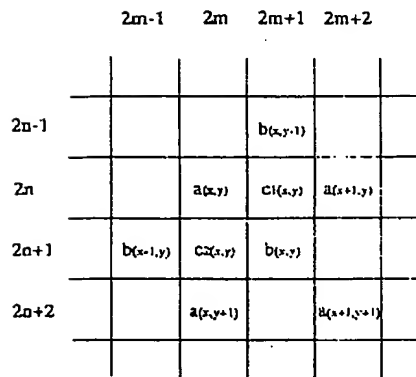 2m-1 2m 2m+1 2m+2
2n-1 b(x,y-1)
2n a(x,y) c1(x,y) a(x+1,y)
2n+1 b(x-1,y) c2(x,y) b(x,y)
2n+2 a(x,y+1) a(x+1,y+1)